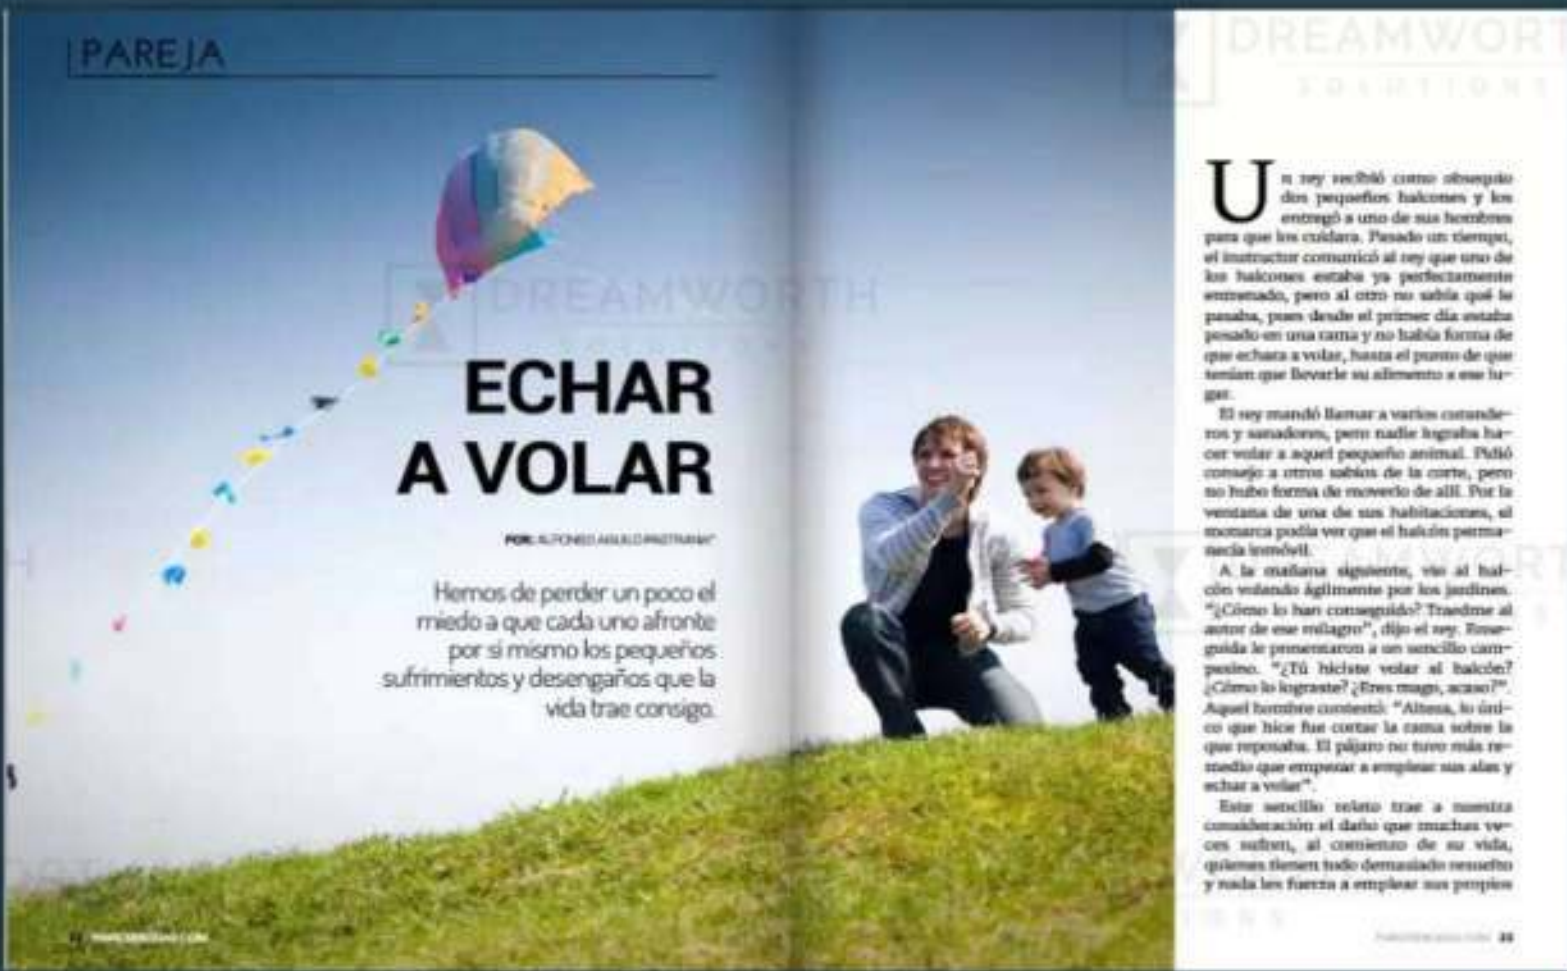 PAREJA
DREAMWORTH
SOLUTIONS
DREAMWORTH
ECHAR
A VOLAR
POR: ALFONSO AGUILÓ PASTRANA*
Hemos de perder un poco el
miedo a que cada uno afronte
por sí mismo los pequeños
sufrimientos y desengaños que la
vida trae consigo.
Un rey recibió como obsequio
dos pequeños halcones y los
entregó a uno de sus hombres
para que los cuidara. Pasado un tiempo,
el instructor comunicó al rey que uno de
los halcones estaba ya perfectamente
entrenado, pero al otro no sabía qué le
pasaba, pues desde el primer día estaba
posado en una rama y no había forma de
que echara a volar, hasta el punto de que
tenían que llevarle su alimento a ese lu-
gar.
El rey mandó llamar a varios curande-
ros y sanadores, pero nadie lograba ha-
cer volar a aquel pequeño animal. Pidió
consejo a otros sabios de la corte, pero
no hubo forma de moverlo de allí. Por la
ventana de una de sus habitaciones, el
monarca podía ver que el halcón perma-
necía inmóvil.
A la mañana siguiente, vio al hal-
cón volando ágilmente por los jardines.
"¿Cómo lo han conseguido? Traedme al
autor de ese milagro", dijo el rey. Ense-
guida le presentaron a un sencillo cam-
pesino. "¿Tú hiciste volar al halcón?
¿Cómo lo lograste? ¿Eres mago, acaso?".
Aquel hombre contestó: "Alteza, lo úni-
co que hice fue cortar la rama sobre la
que reposaba. El pájaro no tuvo más re-
medio que empezar a emplear sus alas y
echar a volar".
Este sencillo relato trae a nuestra
consideración el daño que muchas ve-
ces sufren, al comienzo de su vida,
quienes tienen todo demasiado resuelto
y nada les fuerza a emplear sus propios